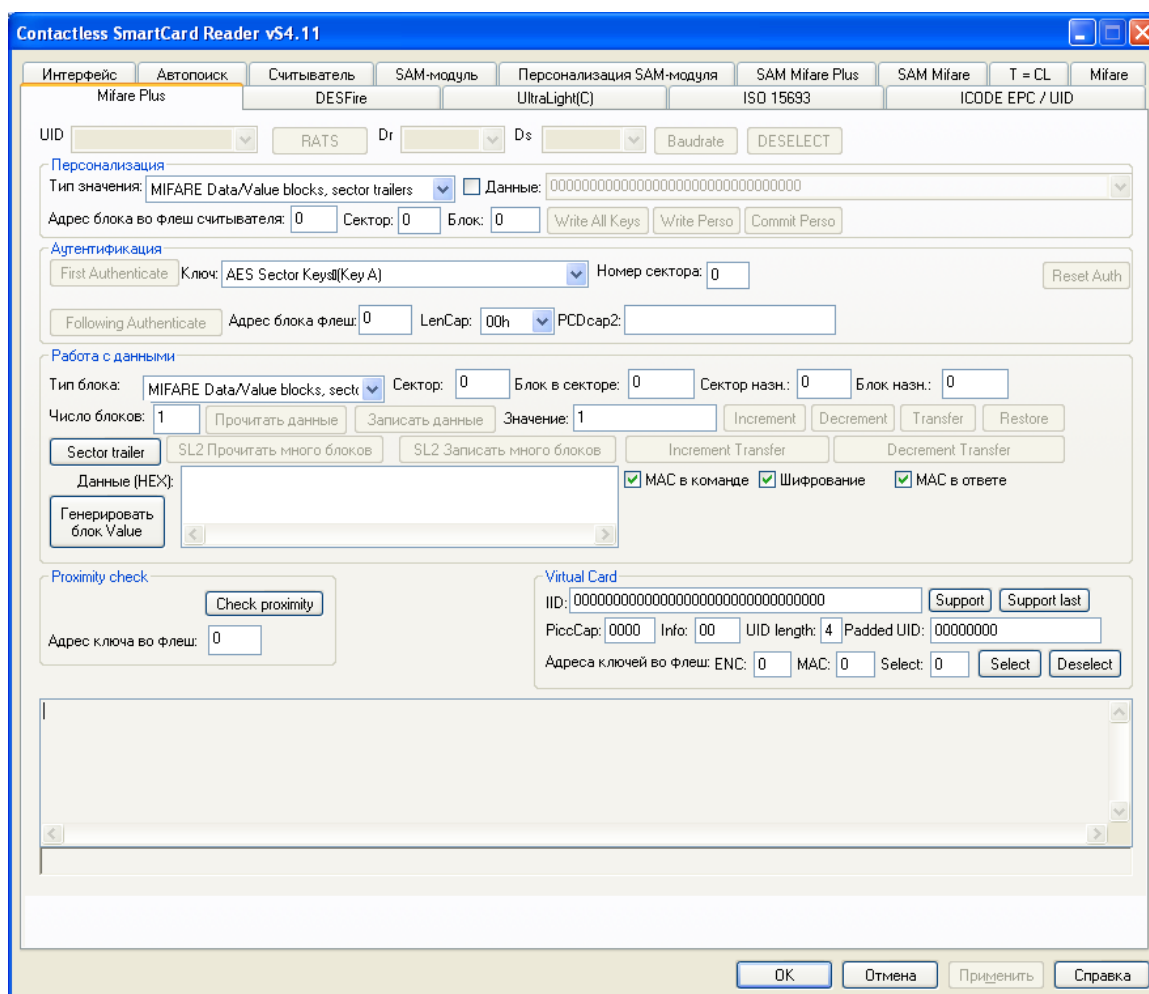 Contactless SmartCard Reader vS4.11
Интерфейс Автопоиск Считыватель SAM-модуль Персонализация SAM-модуля SAM Mifare Plus SAM Mifare T = CL Mifare
Mifare Plus DESFire UltraLight(C) ISO 15693 ICODE EPC / UID
UID RATS Dr Ds Baudrate DESELECT
Персонализация
Тип значения: MIFARE Data/Value blocks, sector trailers Данные: 00000000000000000000000000000000
Адрес блока во флеш считывателя: 0 Сектор: 0 Блок: 0 Write All Keys Write Perso Commit Perso
Аутентификация
First Authenticate Ключ: AES Sector Keys (Key A) Номер сектора: 0 Reset Auth
Following Authenticate Адрес блока флеш: 0 LenCap: 00h PCDcap2:
Работа с данными
Тип блока: MIFARE Data/Value blocks, sect Сектор: 0 Блок в секторе: 0 Сектор назн.: 0 Блок назн.: 0
Число блоков: 1 Прочитать данные Записать данные Значение: 1 Increment Decrement Transfer Restore
Sector trailer SL2 Прочитать много блоков SL2 Записать много блоков Increment Transfer Decrement Transfer
Данные (HEX): MAC в команде Шифрование MAC в ответе
Генерировать
блок Value
Proximity check
Check proximity
Адрес ключа во флеш: 0
Virtual Card
IID: 00000000000000000000000000000000 Support Support last
PiccCap: 0000 Info: 00 UID length: 4 Padded UID: 00000000
Адреса ключей во флеш: ENC: 0 MAC: 0 Select: 0 Select Deselect
OK Отмена Применить Справка